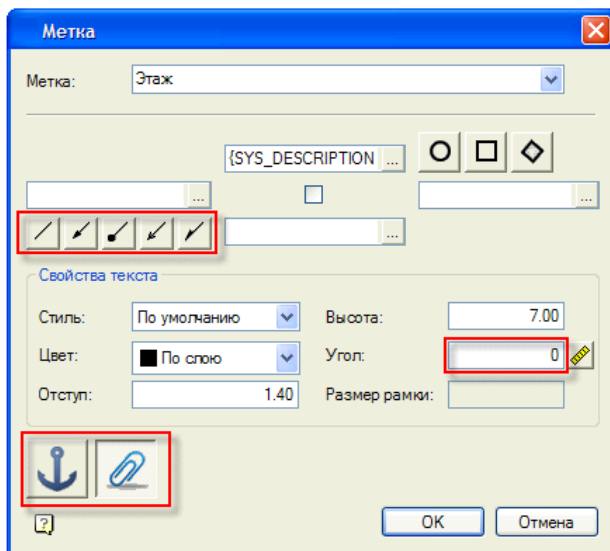 Метка
Метка: Этаж
{SYS_DESCRIPTION ...
... ...
...
Свойства текста
Стиль: По умолчанию Высота: 7.00
Цвет: По слою Угол: 0
Отступ: 1.40 Размер рамки:
? OK Отмена